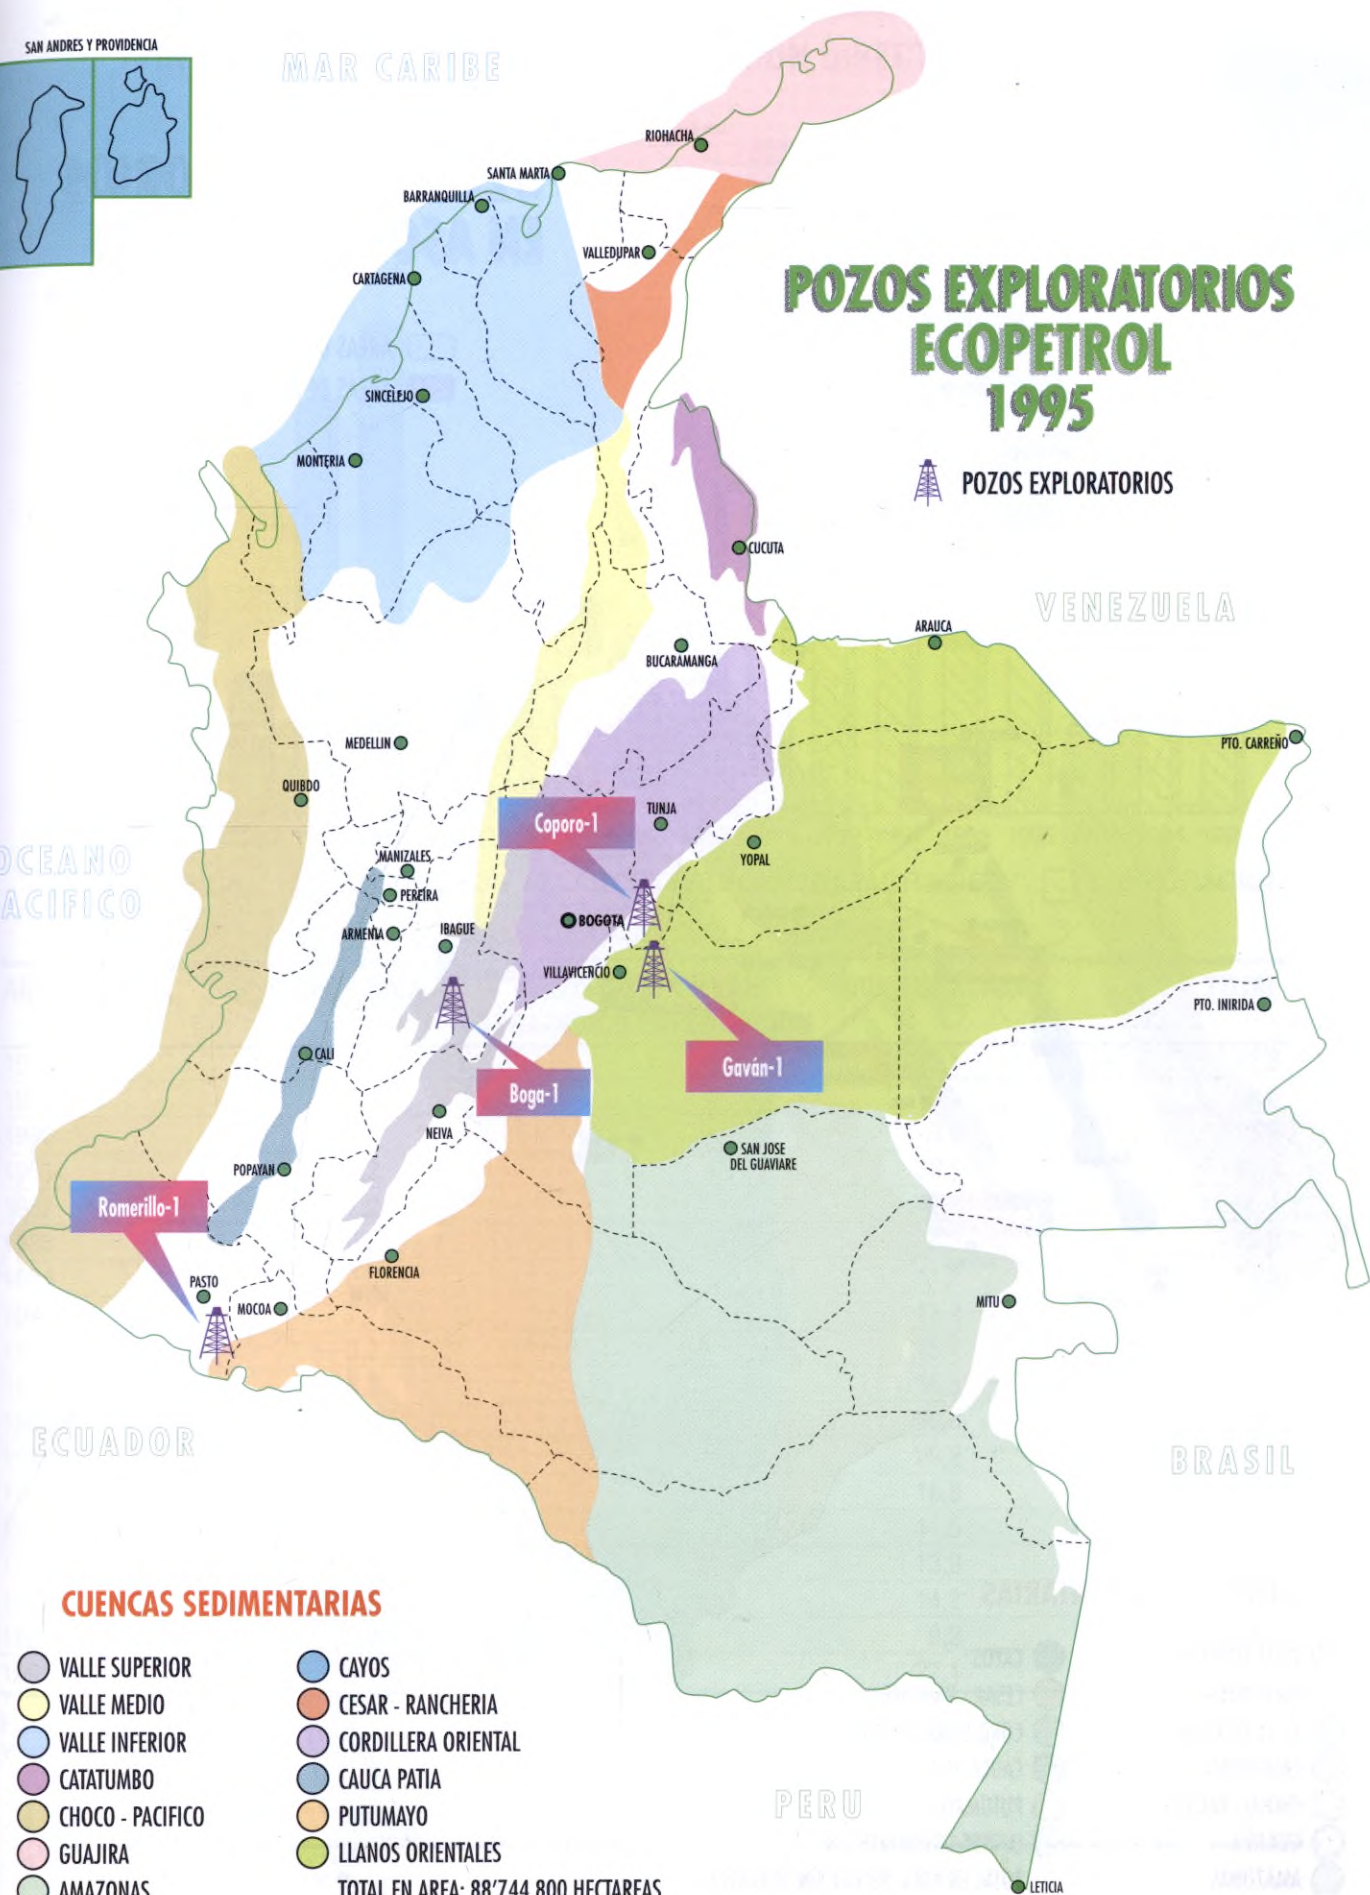 SAN ANDRES Y PROVIDENCIA
MAR CARIBE
RIOHACHA
SANTA MARTA
BARRANQUILLA
VALLEDUPAR
CARTAGENA
POZOS EXPLORATORIOS
ECOPETROL
1995
SINCELEJO
MONTERIA
POZOS EXPLORATORIOS
CUCUTA
VENEZUELA
ARAUCA
BUCARAMANGA
MEDELLIN
PTO. CARREÑO
QUIBDO
Coporo-1
TUNJA
OCEANO
PACIFICO
MANIZALES
YOPAL
PEREIRA
ARMENIA
IBAGUE
BOGOTA
VILLAVICENCIO
PTO. INIRIDA
CALI
Gaván-1
Boga-1
NEIVA
SAN JOSE
DEL GUAVIARE
POPAYAN
Romerillo-1
FLORENCIA
PASTO
MOCOA
MITU
ECUADOR
BRASIL
CUENCAS SEDIMENTARIAS
VALLE SUPERIOR
VALLE MEDIO
VALLE INFERIOR
CATATUMBO
CHOCO - PACIFICO
GUAJIRA
AMAZONAS
CAYOS
CESAR - RANCHERIA
CORDILLERA ORIENTAL
CAUCA PATIA
PUTUMAYO
LLANOS ORIENTALES
TOTAL EN AREA: 88'744.800 HECTAREAS
PERU
LETICIA